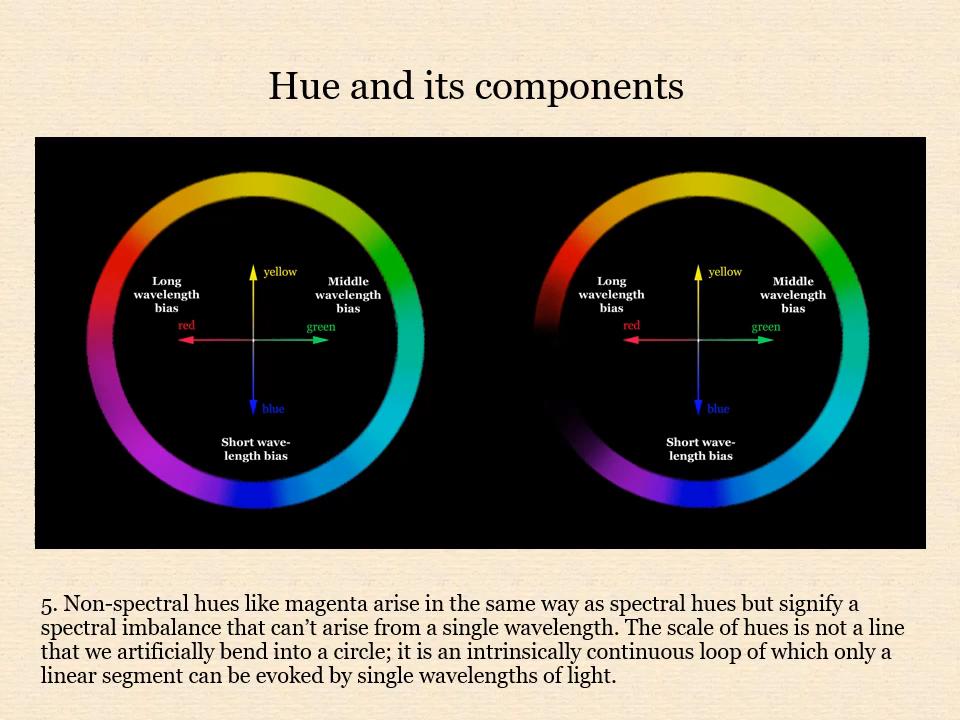 Hue and its components
yellow
Long
wavelength
bias
Middle
wavelength
bias
red
green
blue
Short wave-
length bias
yellow
Long
wavelength
bias
Middle
wavelength
bias
red
green
blue
Short wave-
length bias
5. Non-spectral hues like magenta arise in the same way as spectral hues but signify a
spectral imbalance that can’t arise from a single wavelength. The scale of hues is not a line
that we artificially bend into a circle; it is an intrinsically continuous loop of which only a
linear segment can be evoked by single wavelengths of light.